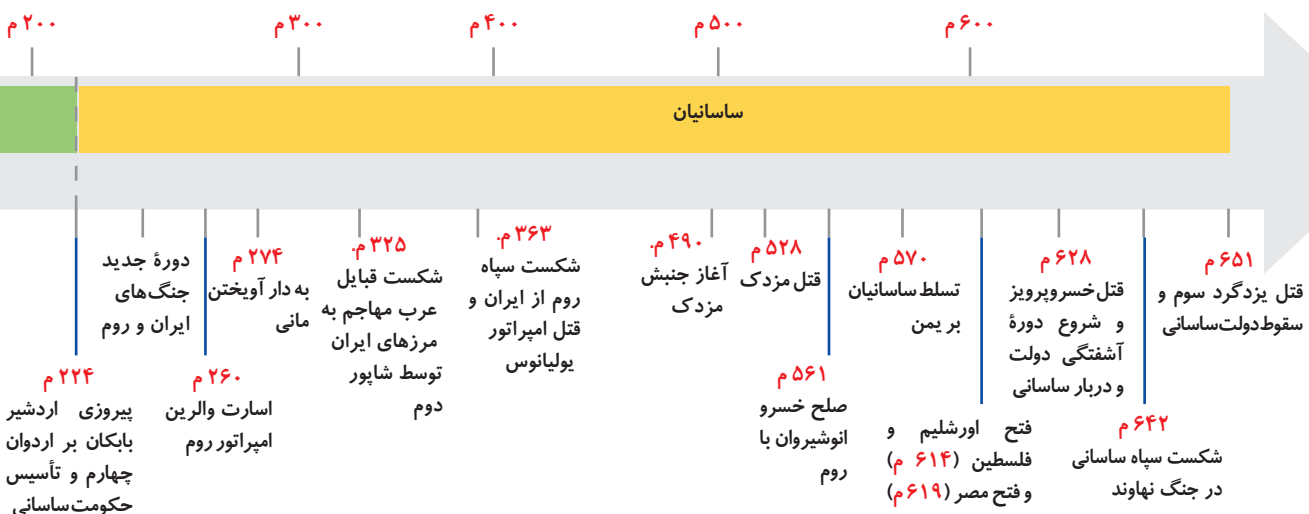 ۲۰۰ م
۳۰۰ م
۴۰۰ م
۵۰۰ م
۶۰۰ م
ساسانیان
۲۲۴ م
پیروزی اردشیر
بابکان بر اردوان
چهارم و تأسیس
حکومت ساسانی
دورهٔ جدید
جنگ‌های
ایران و روم
۲۶۰ م
اسارت والرین
امپراتور روم
۲۷۴ م
به دار آویختن
مانی
۳۲۵ م.
شکست قبایل
عرب مهاجم به
مرزهای ایران
توسط شاپور
دوم
۳۶۳ م.
شکست سپاه
روم از ایران و
قتل امپراتور
یولیانوس
۴۹۰ م.
آغاز جنبش
مزدک
۵۲۸ م
قتل مزدک
۵۶۱ م
صلح خسرو
انوشیروان با
روم
۵۷۰ م
تسلط ساسانیان
بر یمن
فتح اورشلیم و
فلسطین (۶۱۴ م)
و فتح مصر (۶۱۹ م)
۶۲۸ م
قتل خسروپرویز
و شروع دورهٔ
آشفتگی دولت
و دربار ساسانی
۶۴۲ م
شکست سپاه ساسانی
در جنگ نهاوند
۶۵۱ م
قتل یزدگرد سوم و
سقوط دولت ساسانی